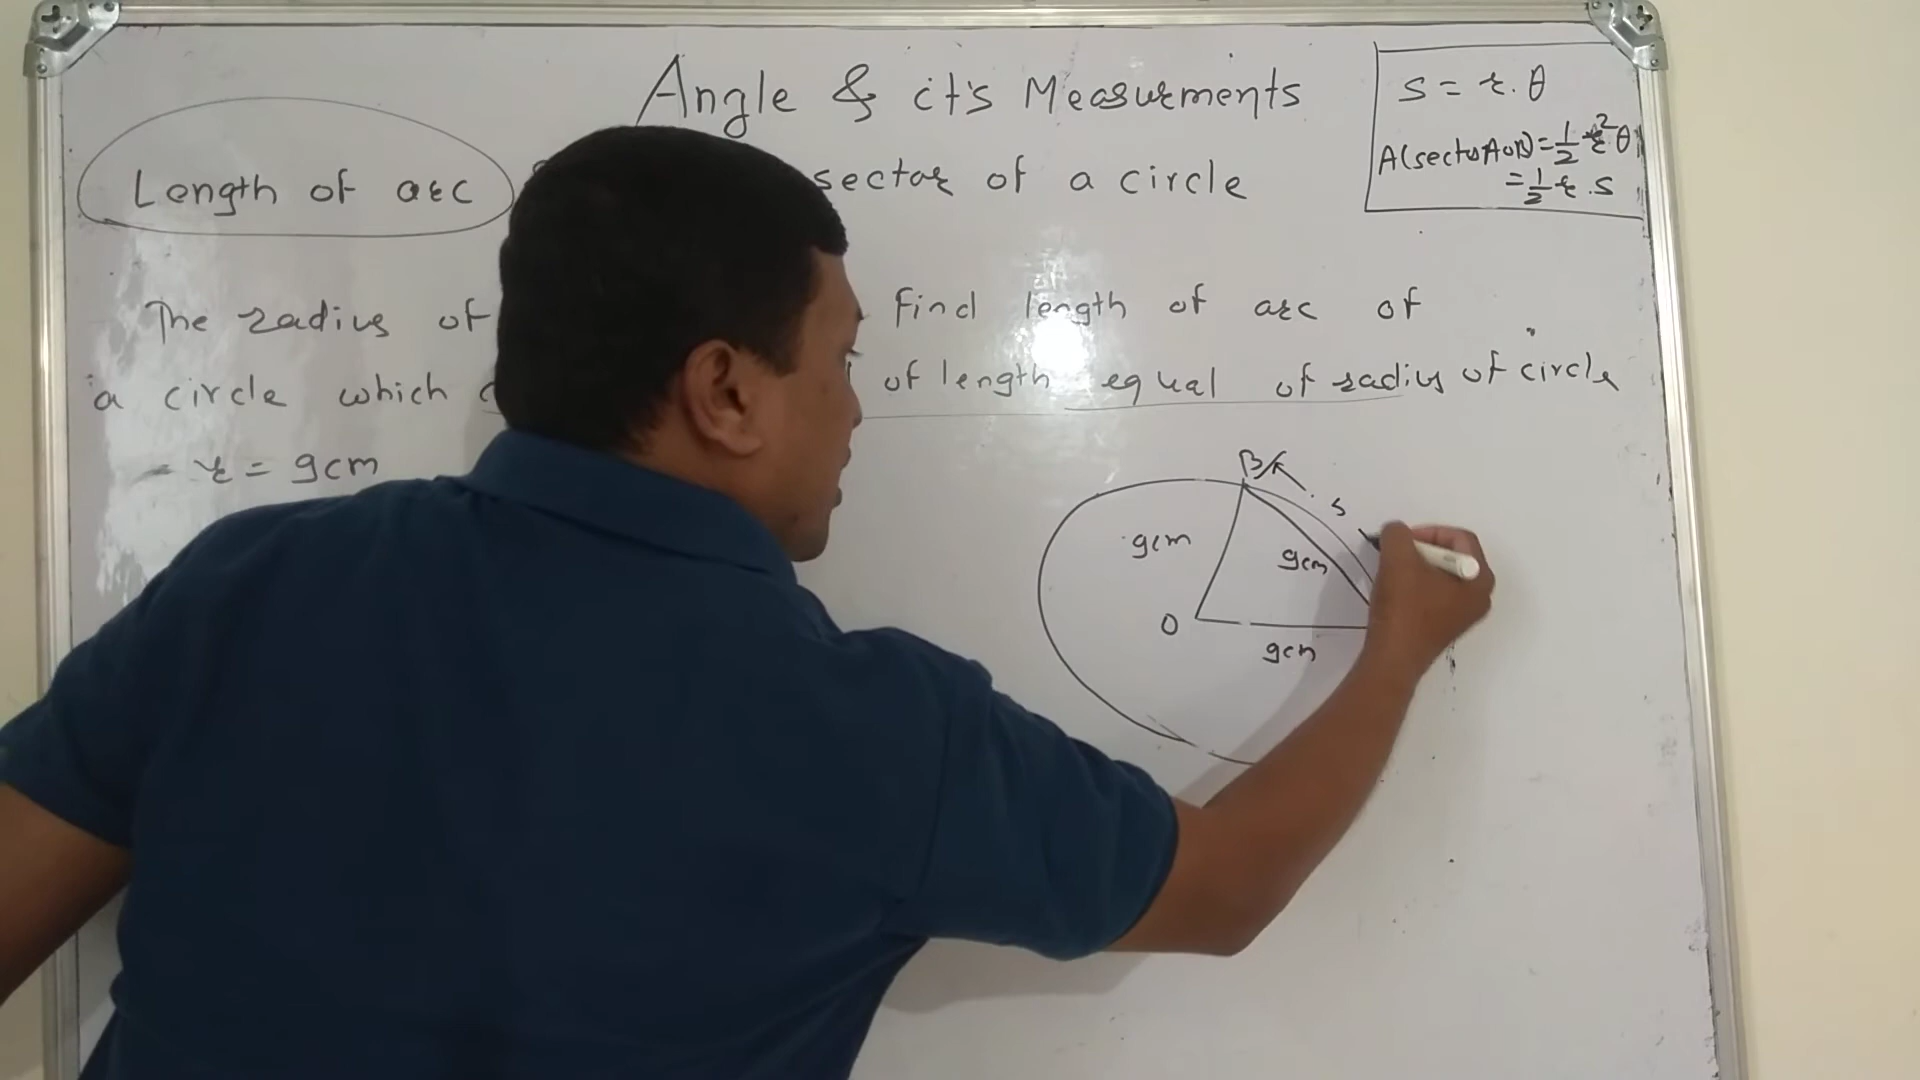 Angle & it's Measurments
Length of arc sector of a circle
s = r.θ
A(sector AOB) = 1/2 r²θ
= 1/2 r.s
The radius of find length of arc of
a circle which of length equal of radius of circle
r = 9cm
B
s
9cm
9cm
O
9cm